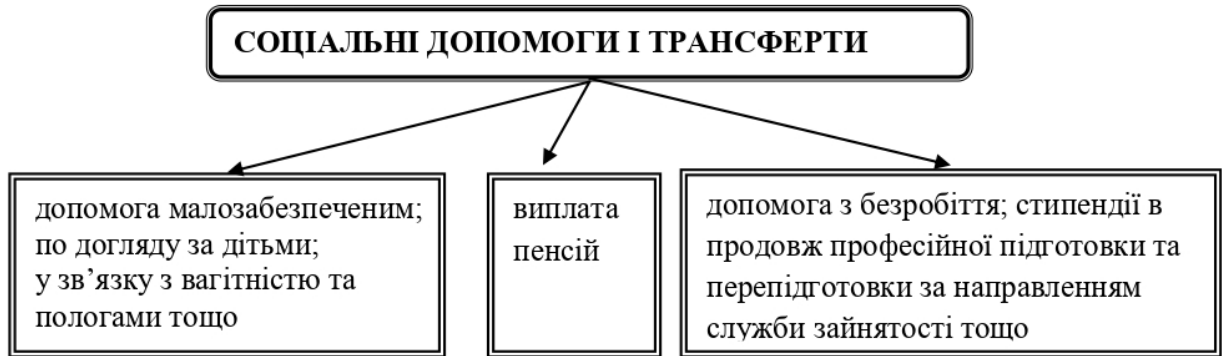 СОЦІАЛЬНІ ДОПОМОГИ І ТРАНСФЕРТИ
допомога малозабезпеченим;
по догляду за дітьми;
у зв’язку з вагітністю та
пологами тощо
виплата
пенсій
допомога з безробіття; стипендії в
продовж професійної підготовки та
перепідготовки за направленням
служби зайнятості тощо